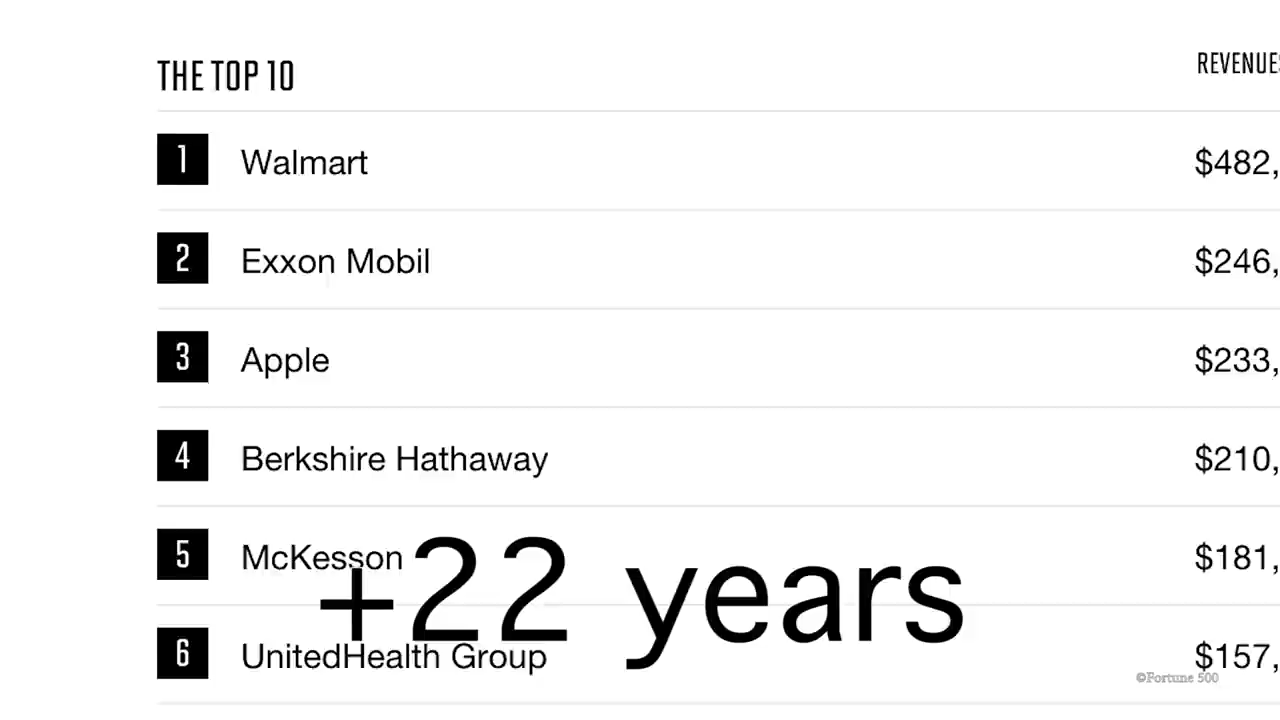 THE TOP 10 REVENUES
1 Walmart $482,
2 Exxon Mobil $246,
3 Apple $233,
4 Berkshire Hathaway $210,
5 McKesson $181,
+22 years
6 UnitedHealth Group $157,
©Fortune 500